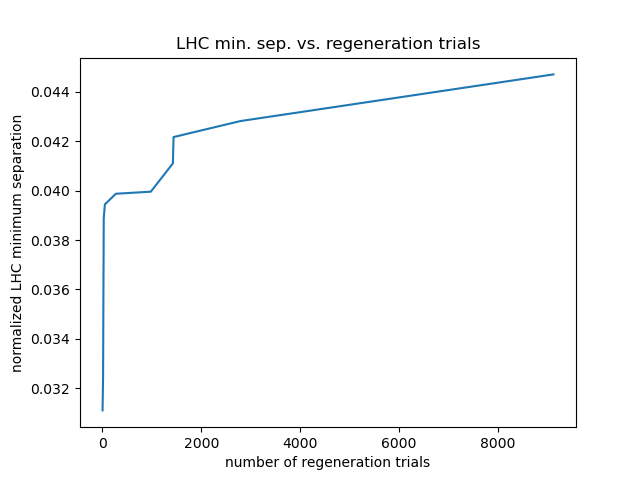 LHC min. sep. vs. regeneration trials
normalized LHC minimum separation
0.044
0.042
0.040
0.038
0.036
0.034
0.032
0 2000 4000 6000 8000
number of regeneration trials